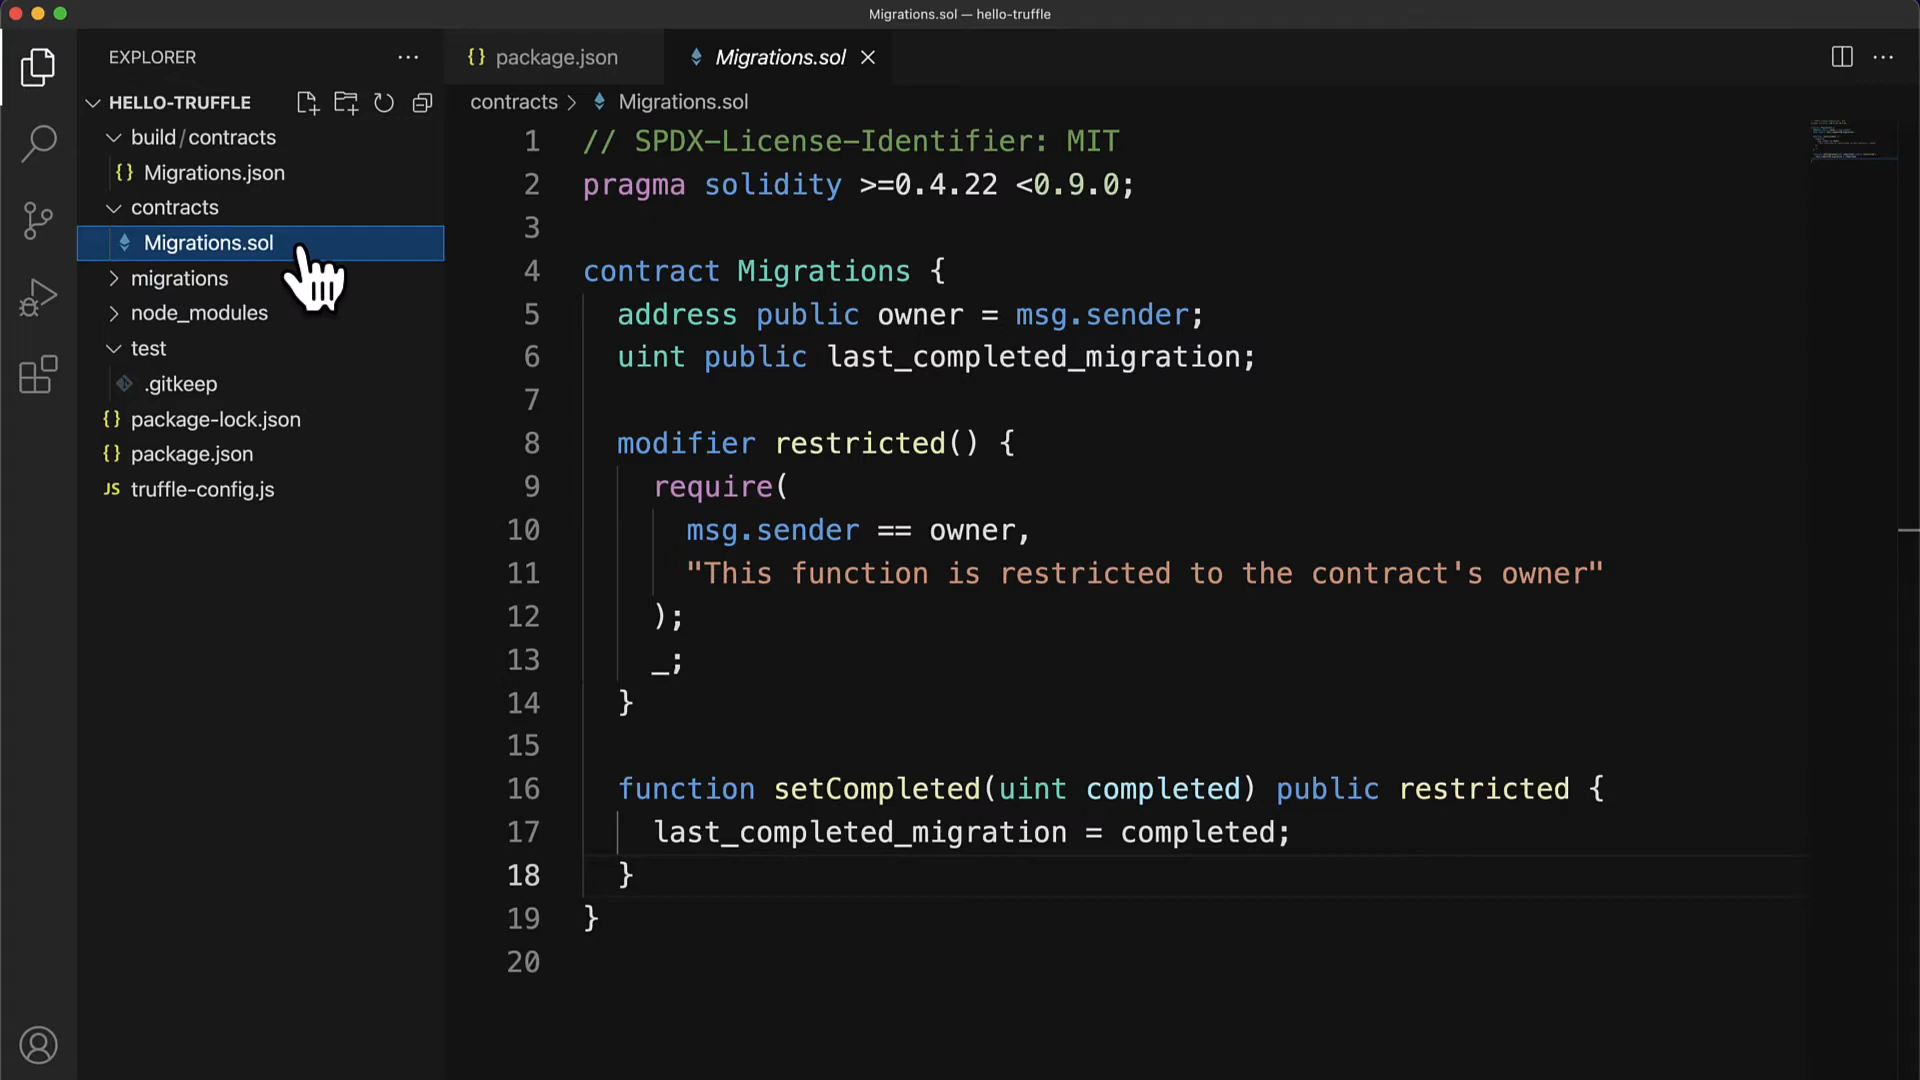 Migrations.sol — hello-truffle
EXPLORER
HELLO-TRUFFLE
build/contracts
{} Migrations.json
contracts
Migrations.sol
migrations
node_modules
test
.gitkeep
{} package-lock.json
{} package.json
JS truffle-config.js
{} package.json
Migrations.sol
contracts > Migrations.sol
1 // SPDX-License-Identifier: MIT
2 pragma solidity >=0.4.22 <0.9.0;
3
4 contract Migrations {
5 address public owner = msg.sender;
6 uint public last_completed_migration;
7
8 modifier restricted() {
9 require(
10 msg.sender == owner,
11 "This function is restricted to the contract's owner"
12 );
13 _;
14 }
15
16 function setCompleted(uint completed) public restricted {
17 last_completed_migration = completed;
18 }
19 }
20